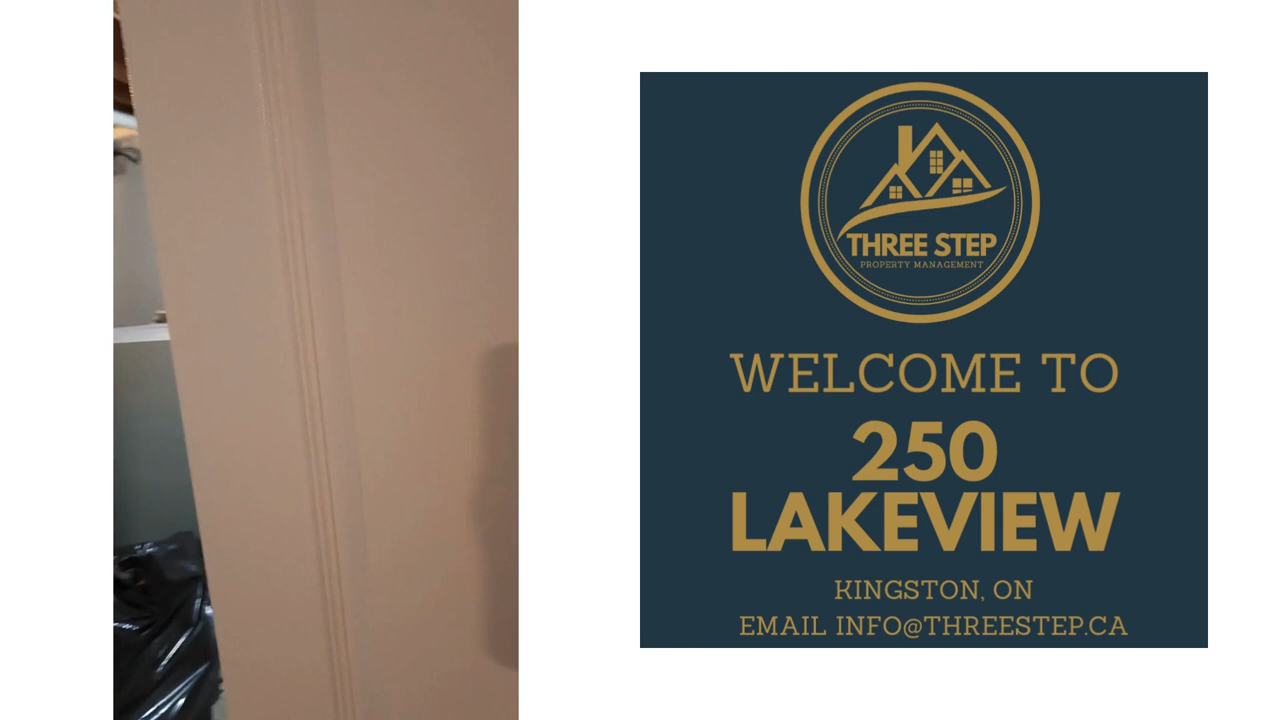 THREE STEP
PROPERTY MANAGEMENT
WELCOME TO
250
LAKEVIEW
KINGSTON, ON
EMAIL INFO@THREESTEP.CA